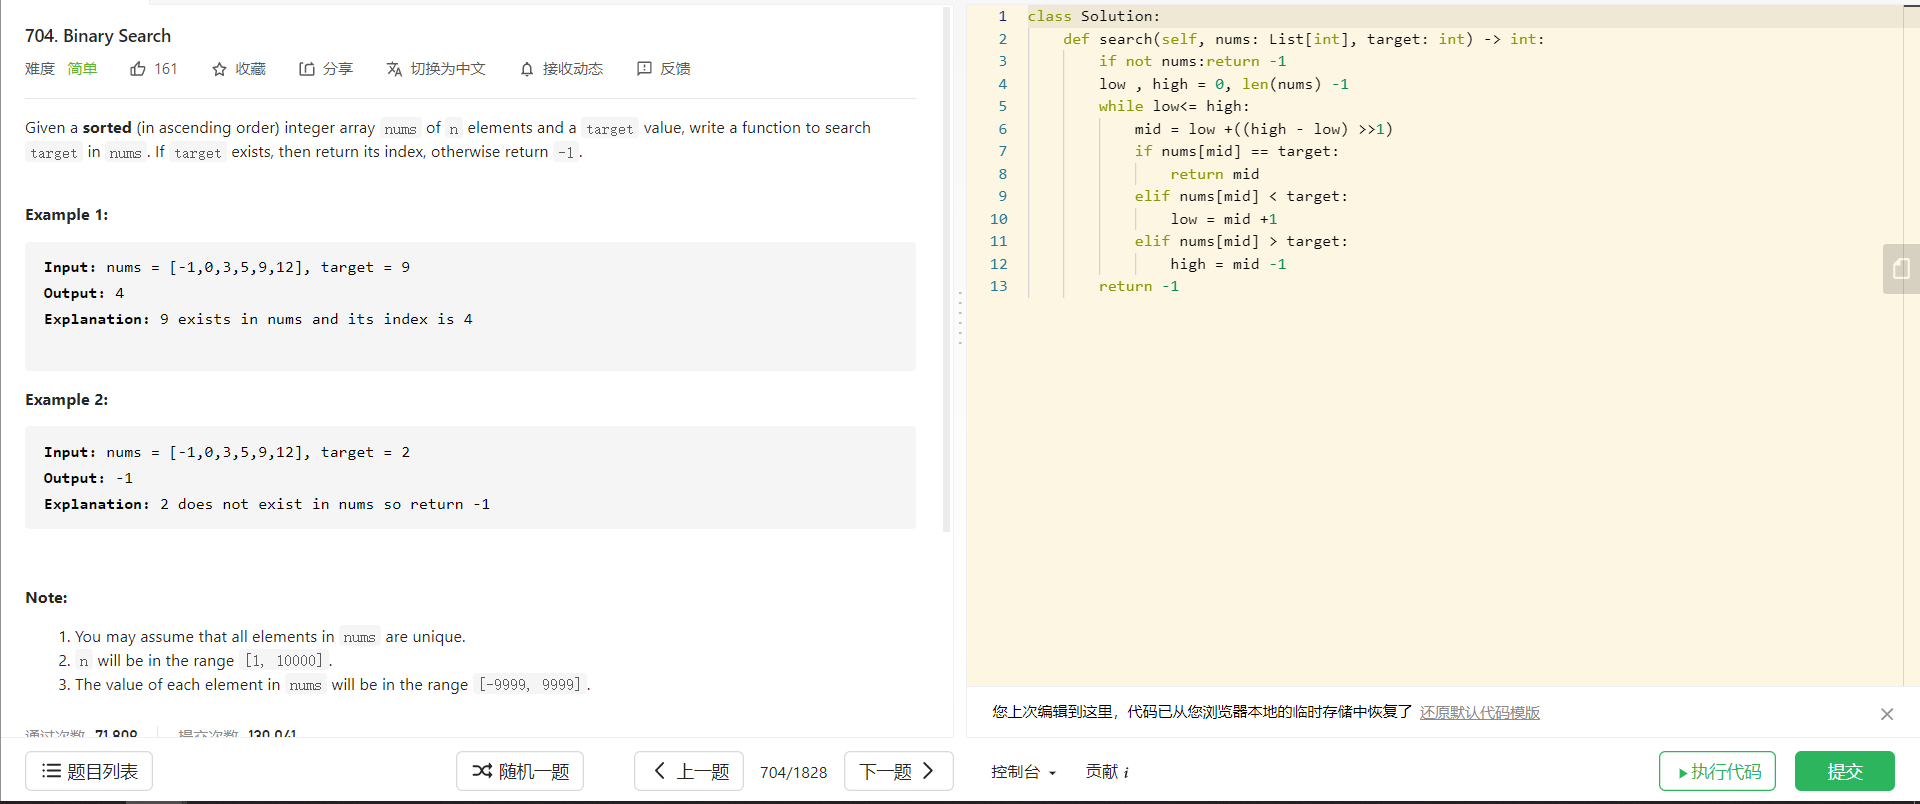 704. Binary Search
难度 简单 161 收藏 分享 切换为中文 接收动态 反馈
Given a sorted (in ascending order) integer array nums of n elements and a target value, write a function to search
target in nums. If target exists, then return its index, otherwise return -1.
Example 1:
Input: nums = [-1,0,3,5,9,12], target = 9
Output: 4
Explanation: 9 exists in nums and its index is 4
Example 2:
Input: nums = [-1,0,3,5,9,12], target = 2
Output: -1
Explanation: 2 does not exist in nums so return -1
Note:
1. You may assume that all elements in nums are unique.
2. n will be in the range [1, 10000].
3. The value of each element in nums will be in the range [-9999, 9999].
通过次数 71,809 提交次数 130,041
题目列表 随机一题 上一题 704/1828 下一题
1 class Solution:
2 def search(self, nums: List[int], target: int) -> int:
3 if not nums:return -1
4 low , high = 0, len(nums) -1
5 while low<= high:
6 mid = low +((high - low) >>1)
7 if nums[mid] == target:
8 return mid
9 elif nums[mid] < target:
10 low = mid +1
11 elif nums[mid] > target:
12 high = mid -1
13 return -1
您上次编辑到这里，代码已从您浏览器本地的临时存储中恢复了 还原默认代码模版
控制台 贡献 i 执行代码 提交